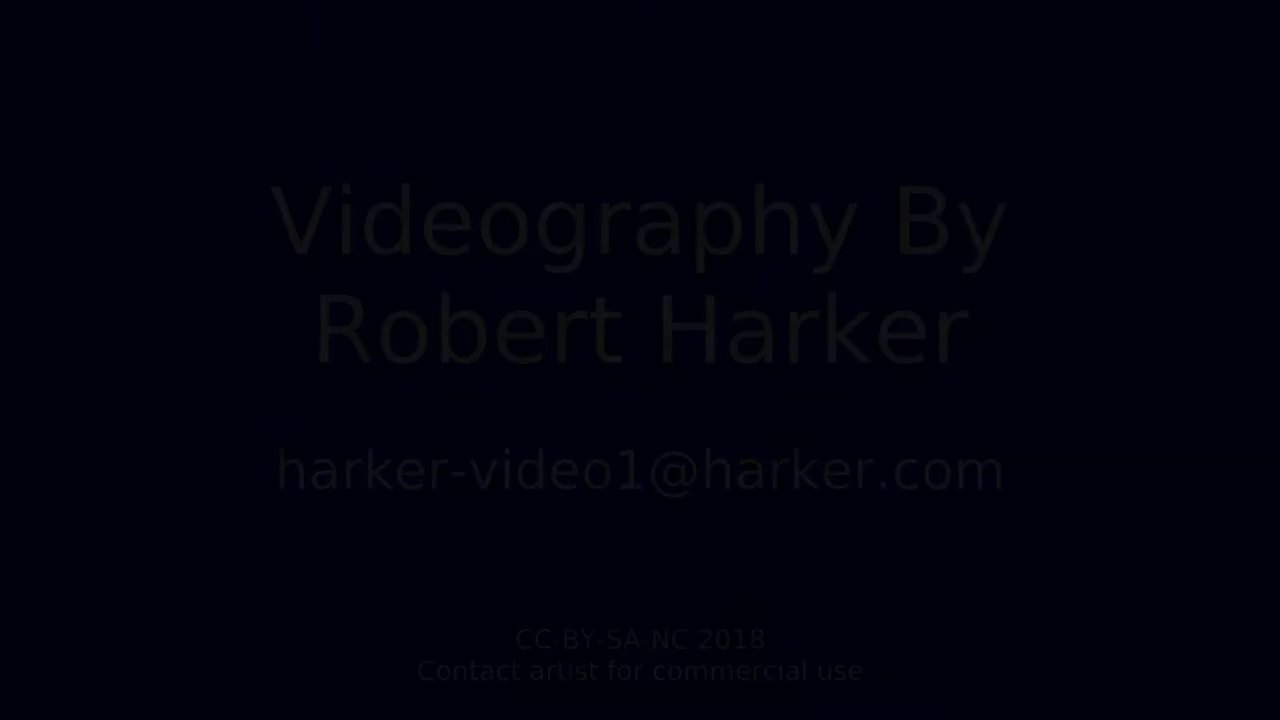 Videography By
Robert Harker
harker-video1@harker.com
CC-BY-SA-NC 2018
Contact artist for commercial use